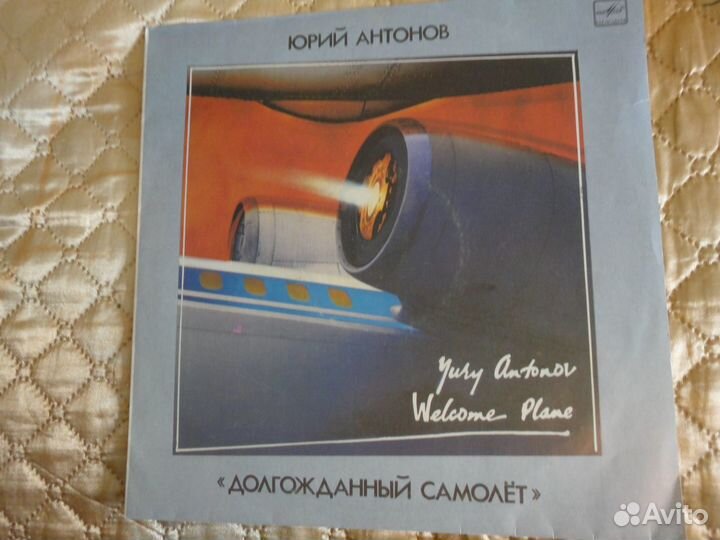 ЮРИЙ АНТОНОВ
Yury Antonov
Welcome Plane
«ДОЛГОЖДАННЫЙ САМОЛЁТ»
Avito